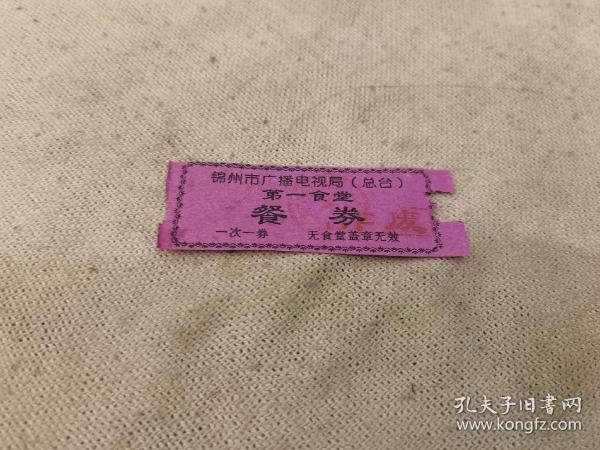 锦州市广播电视局（总台）
第一食堂
餐券
一次一券 无食堂盖章无效
孔夫子旧书网
www.kongfz.com